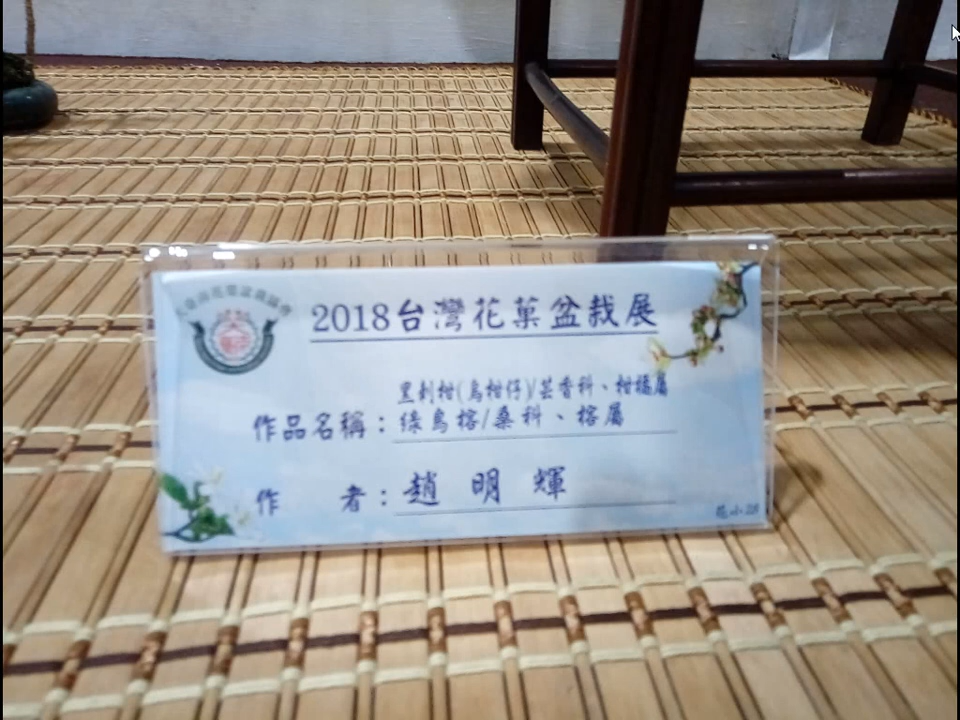 2018台灣花菓盆栽展
黑刺柑(烏柑仔)/芸香科、柑橘屬
作品名稱：綠島榕/桑科、榕屬
作 者：趙明輝